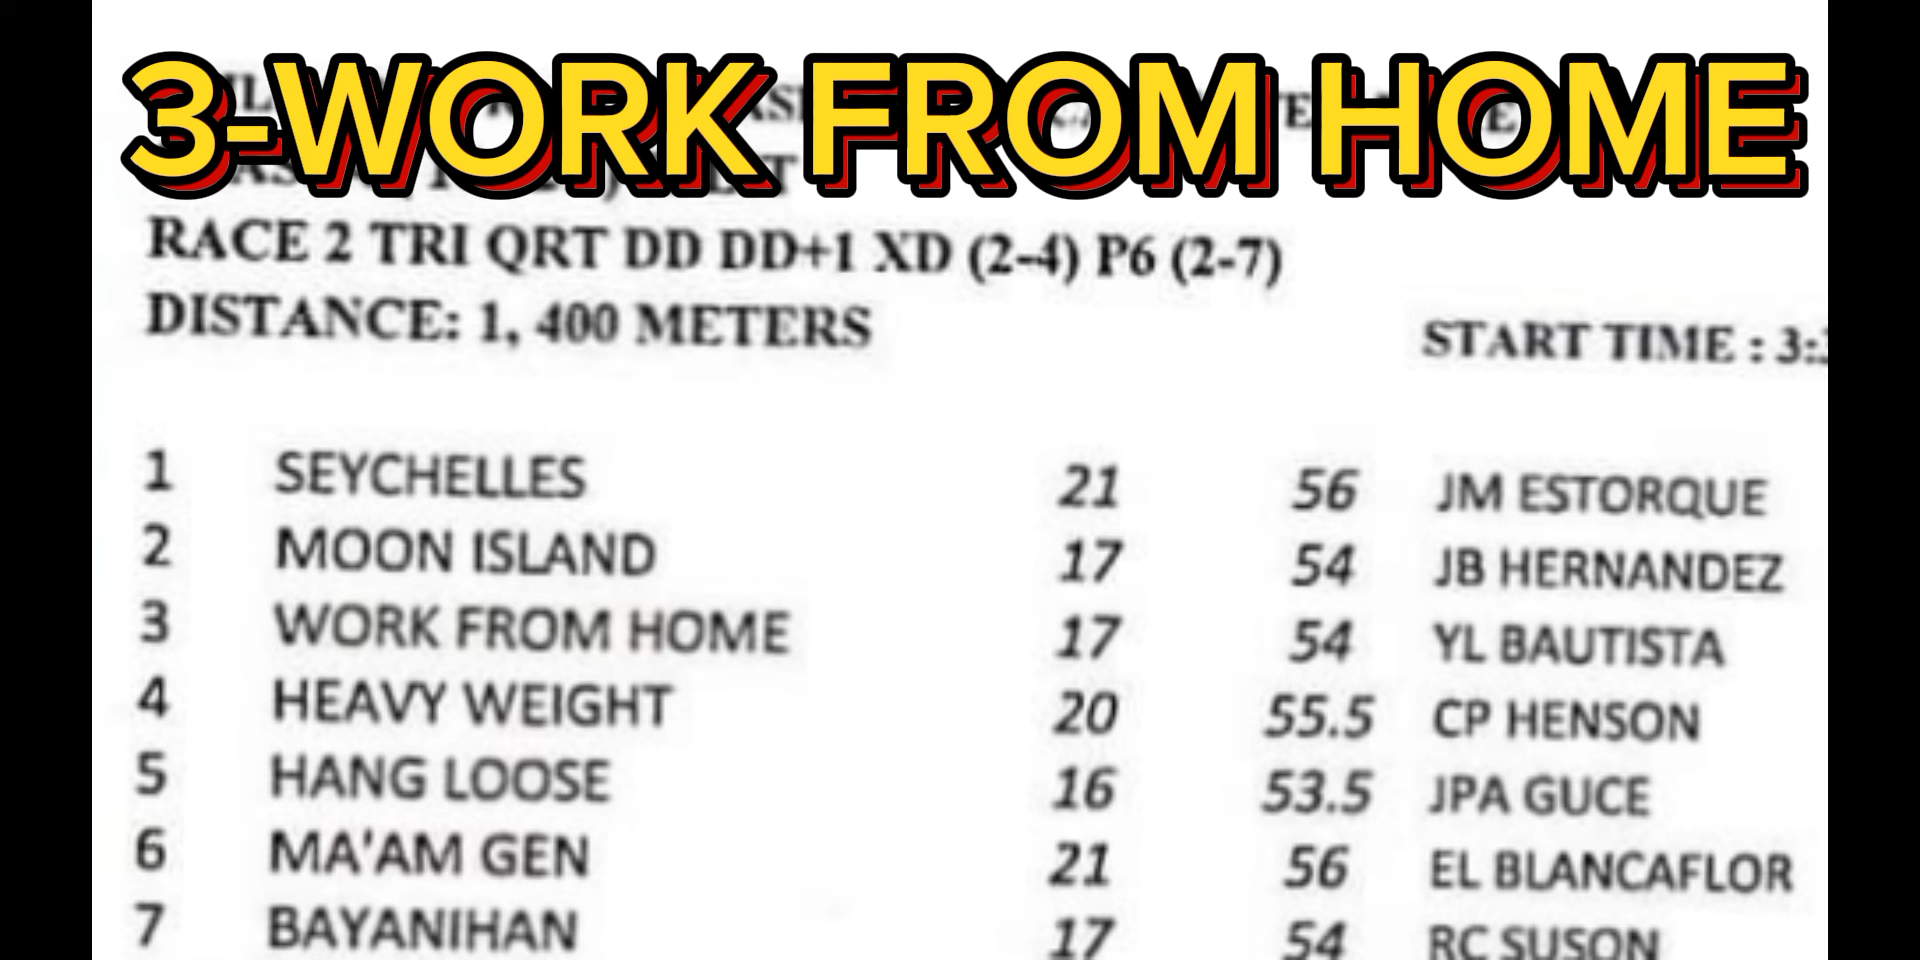 3-WORK FROM HOME
RACE 2 TRI QRT DD DD+1 XD (2-4) P6 (2-7)
DISTANCE: 1, 400 METERS
START TIME : 3:
1 SEYCHELLES 21 56 JM ESTORQUE
2 MOON ISLAND 17 54 JB HERNANDEZ
3 WORK FROM HOME 17 54 YL BAUTISTA
4 HEAVY WEIGHT 20 55.5 CP HENSON
5 HANG LOOSE 16 53.5 JPA GUCE
6 MA'AM GEN 21 56 EL BLANCAFLOR
7 BAYANIHAN 17 54 RC SUSON